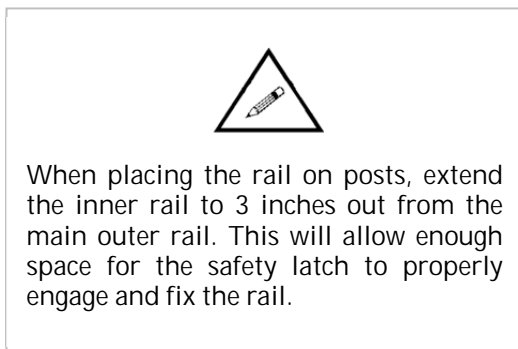 When placing the rail on posts, extend
the inner rail to 3 inches out from the
main outer rail. This will allow enough
space for the safety latch to properly
engage and fix the rail.